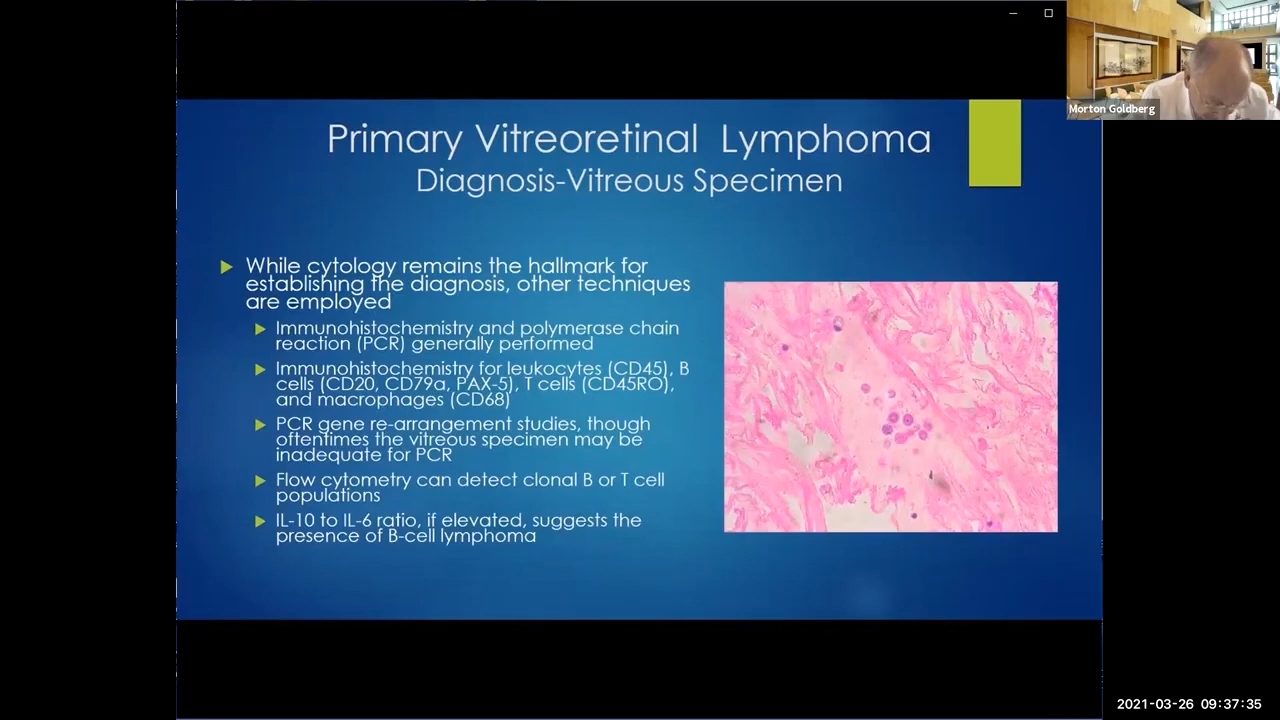 Morton Goldberg
Primary Vitreoretinal Lymphoma
Diagnosis-Vitreous Specimen
While cytology remains the hallmark for
establishing the diagnosis, other techniques
are employed
Immunohistochemistry and polymerase chain
reaction (PCR) generally performed
Immunohistochemistry for leukocytes (CD45), B
cells (CD20, CD79a, PAX-5), T cells (CD45RO),
and macrophages (CD68)
PCR gene re-arrangement studies, though
oftentimes the vitreous specimen may be
inadequate for PCR
Flow cytometry can detect clonal B or T cell
populations
IL-10 to IL-6 ratio, if elevated, suggests the
presence of B-cell lymphoma
2021-03-26 09:37:35